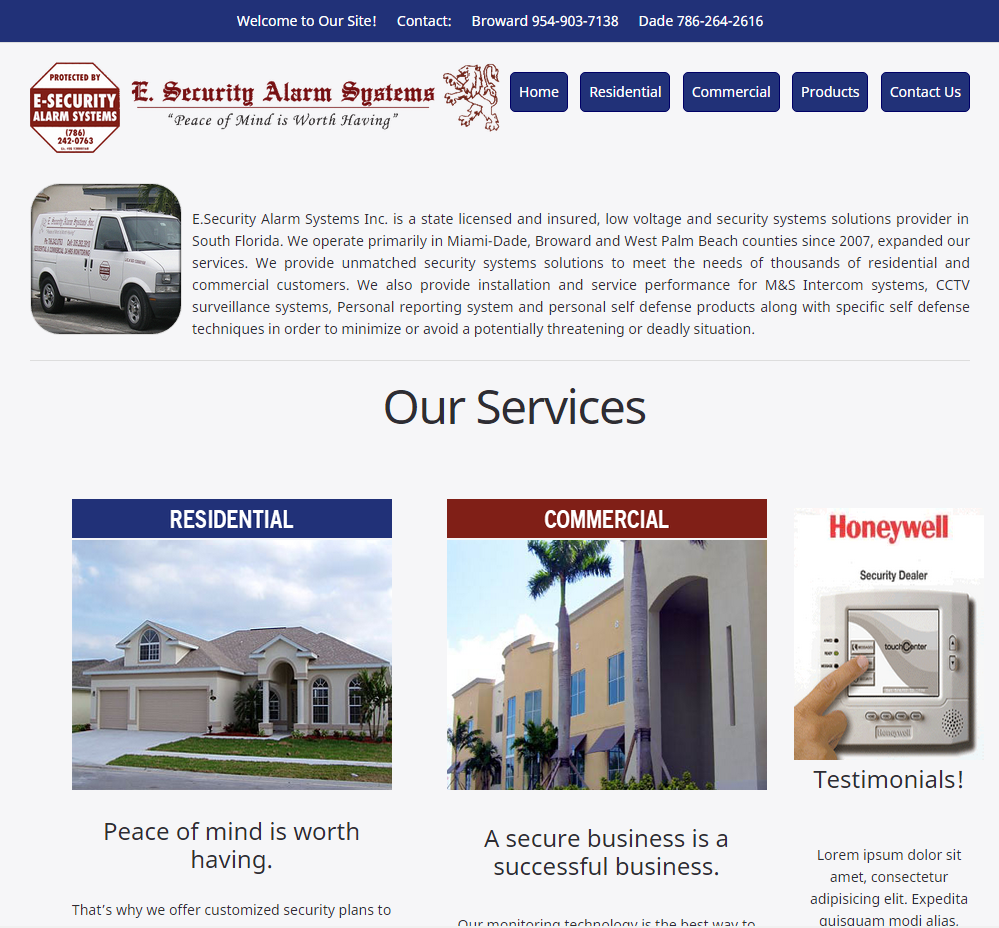 Welcome to Our Site! Contact: Broward 954-903-7138 Dade 786-264-2616
PROTECTED BY
E-SECURITY
ALARM SYSTEMS
(786)
242-0763
E. Security Alarm Systems
“Peace of Mind is Worth Having”
Home Residential Commercial Products Contact Us
E. Security Alarm Systems Inc.
E.Security Alarm Systems Inc. is a state licensed and insured, low voltage and security systems solutions provider in
South Florida. We operate primarily in Miami-Dade, Broward and West Palm Beach counties since 2007, expanded our
services. We provide unmatched security systems solutions to meet the needs of thousands of residential and
commercial customers. We also provide installation and service performance for M&S Intercom systems, CCTV
surveillance systems, Personal reporting system and personal self defense products along with specific self defense
techniques in order to minimize or avoid a potentially threatening or deadly situation.
Our Services
RESIDENTIAL
Peace of mind is worth
having.
That’s why we offer customized security plans to
COMMERCIAL
A secure business is a
successful business.
Our monitoring technology is the best way to
Honeywell
Security Dealer
touchCenter
Honeywell
Testimonials!
Lorem ipsum dolor sit
amet, consectetur
adipisicing elit. Expedita
quisquam modi alias.